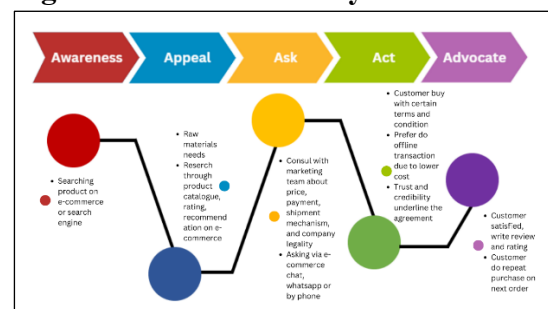 Awareness
Appeal
Ask
Act
Advocate
• Searching
product on
e-commerce
or search
engine
• Raw
materials
needs
• Reserch
through
product
catalogue,
rating,
recommend
ation on e-
commerce
• Consul with
marketing
team about
price,
payment,
shipment
mechanism,
and company
legality
• Asking via e-
commerce
chat,
whatsapp or
by phone
• Customer buy
with certain
terms and
condition
• Prefer do
offline
transaction
due to lower
cost
• Trust and
credibility
underline the
agreement
• Customer
satisfied,
write review
and rating
• Customer
do repeat
purchase on
next order